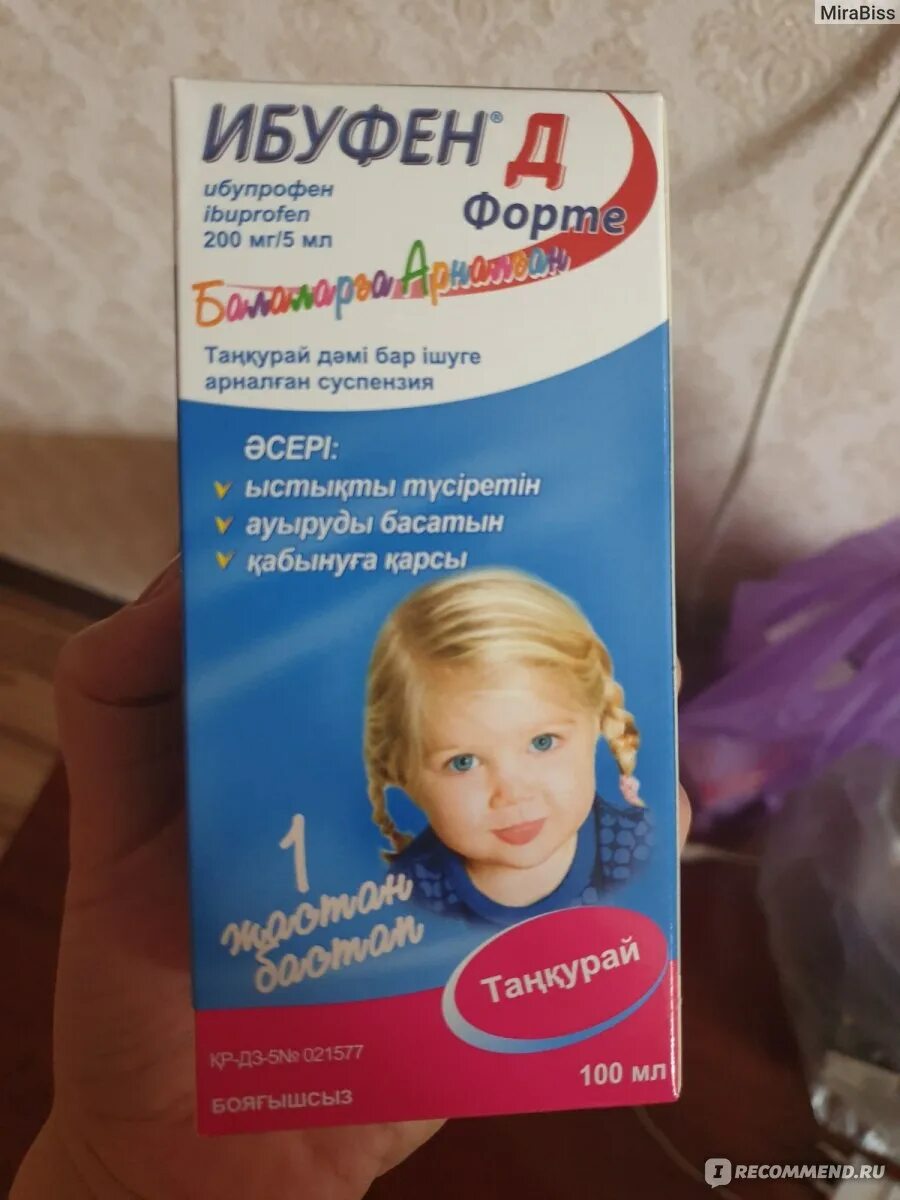 MiraBiss
ИБУФЕН® Д
Форте
ибупрофен
ibuprofen
200 мг/5 мл
Балаларға Арналған
Таңқурай дәмі бар ішуге
арналған суспензия
ӘСЕРІ:
ыстықты түсіретін
ауыруды басатын
қабынуға қарсы
1
жастан
бастап
Таңқурай
ҚР-ДЗ-5№ 021577
100 мл
БОЯҒЫШСЫЗ
IRECOMMEND.RU